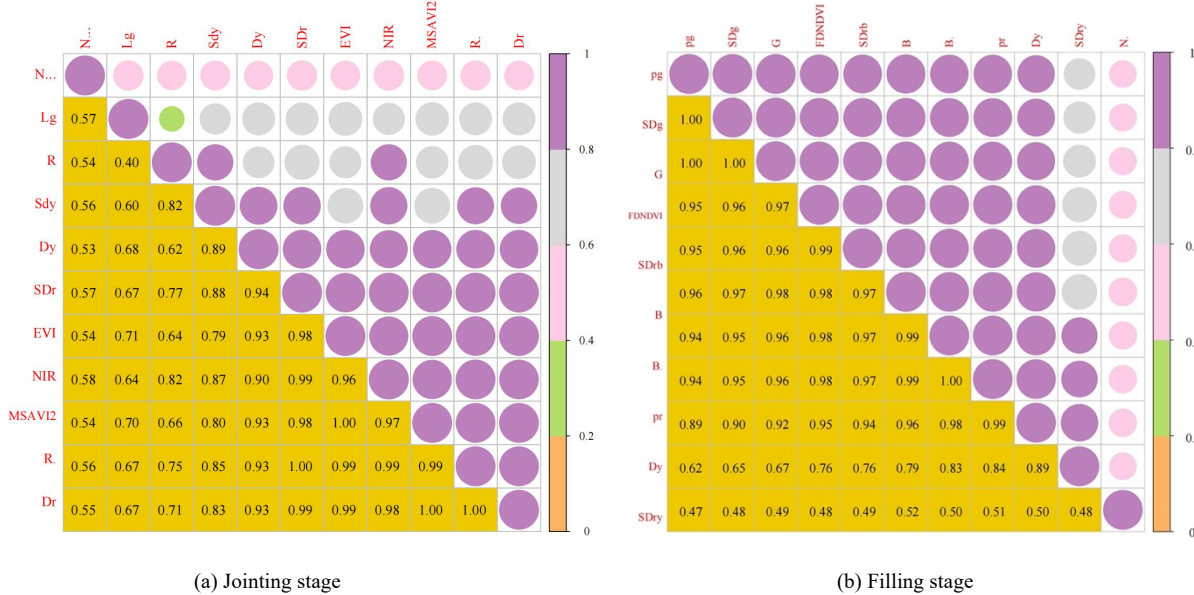 N... Lg R Sdy Dy SDr EVI NIR MSAVI2 R. Dr
N...
Lg 0.57
R 0.54 0.40
Sdy 0.56 0.60 0.82
Dy 0.53 0.68 0.62 0.89
SDr 0.57 0.67 0.77 0.88 0.94
EVI 0.54 0.71 0.64 0.79 0.93 0.98
NIR 0.58 0.64 0.82 0.87 0.90 0.99 0.96
MSAVI2 0.54 0.70 0.66 0.80 0.93 0.98 1.00 0.97
R. 0.56 0.67 0.75 0.85 0.93 1.00 0.99 0.99 0.99
Dr 0.55 0.67 0.71 0.83 0.93 0.99 0.99 0.98 1.00 1.00
1
0.8
0.6
0.4
0.2
0
(a) Jointing stage
pg SDg G FDNDVI SDrb B B. pr Dy SDry N.
pg
SDg 1.00
G 1.00 1.00
FDNDVI 0.95 0.96 0.97
SDrb 0.95 0.96 0.96 0.99
B 0.96 0.97 0.98 0.98 0.97
B. 0.94 0.95 0.96 0.98 0.97 0.99
pr 0.94 0.95 0.96 0.98 0.97 0.99 1.00
Dy 0.89 0.90 0.92 0.95 0.94 0.96 0.98 0.99
SDry 0.62 0.65 0.67 0.76 0.76 0.79 0.83 0.84 0.89
0.47 0.48 0.49 0.48 0.49 0.52 0.50 0.51 0.50 0.48
(b) Filling stage